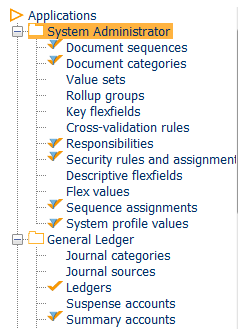 Applications
System Administrator
Document sequences
Document categories
Value sets
Rollup groups
Key flexfields
Cross-validation rules
Responsibilities
Security rules and assignment
Descriptive flexfields
Flex values
Sequence assignments
System profile values
General Ledger
Journal categories
Journal sources
Ledgers
Suspense accounts
Summary accounts